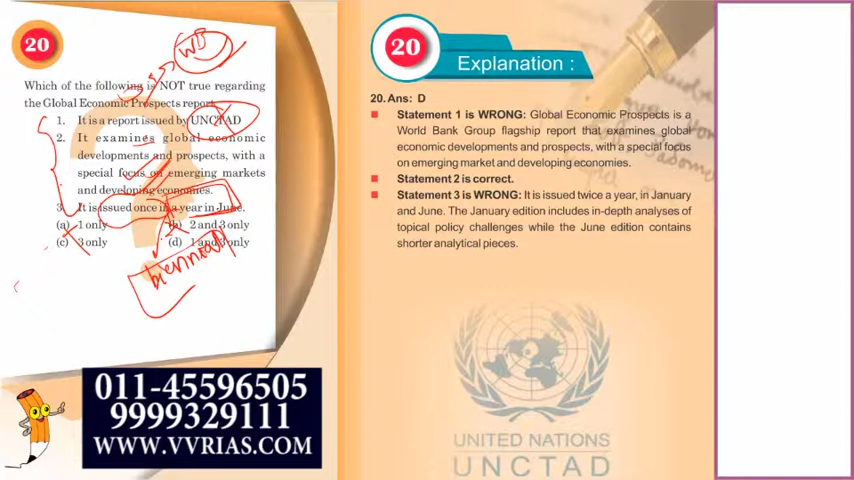 20
WB
Which of the following is NOT true regarding
the Global Economic Prospects report
1. It is a report issued by UNCTAD
2. It examines global economic
developments and prospects, with a
special focus on emerging markets
and developing economies.
3. It is issued once in a year in June.
(a) 1 only (b) 2 and 3 only
(c) 3 only (d) 1 and 3 only
biennial
011-45596505
9999329111
WWW.VVRIAS.COM
20
Explanation :
20. Ans: D
Statement 1 is WRONG: Global Economic Prospects is a
World Bank Group flagship report that examines global
economic developments and prospects, with a special focus
on emerging market and developing economies.
Statement 2 is correct.
Statement 3 is WRONG: It is issued twice a year, in January
and June. The January edition includes in-depth analyses of
topical policy challenges while the June edition contains
shorter analytical pieces.
UNITED NATIONS
UNCTAD